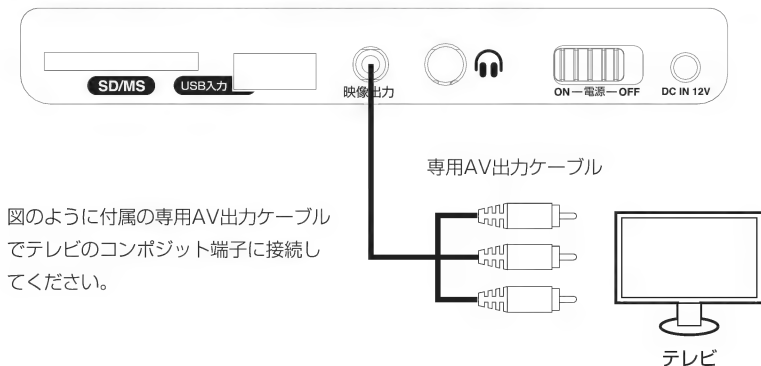 SD/MS
USB入力
映像出力
ON－電源－OFF
DC IN 12V
専用AV出力ケーブル
図のように付属の専用AV出力ケーブル
でテレビのコンポジット端子に接続し
てください。
テレビ